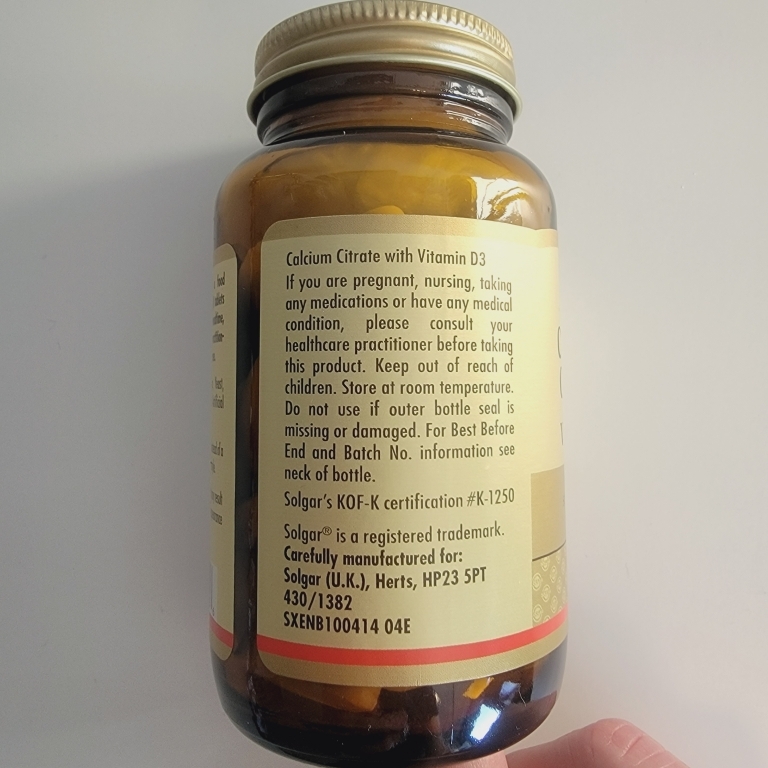 Calcium Citrate with Vitamin D3
If you are pregnant, nursing, taking
any medications or have any medical
condition, please consult your
healthcare practitioner before taking
this product. Keep out of reach of
children. Store at room temperature.
Do not use if outer bottle seal is
missing or damaged. For Best Before
End and Batch No. information see
neck of bottle.
Solgar's KOF-K certification #K-1250
Solgar® is a registered trademark.
Carefully manufactured for:
Solgar (U.K.), Herts, HP23 5PT
430/1382
SXENB100414 04E